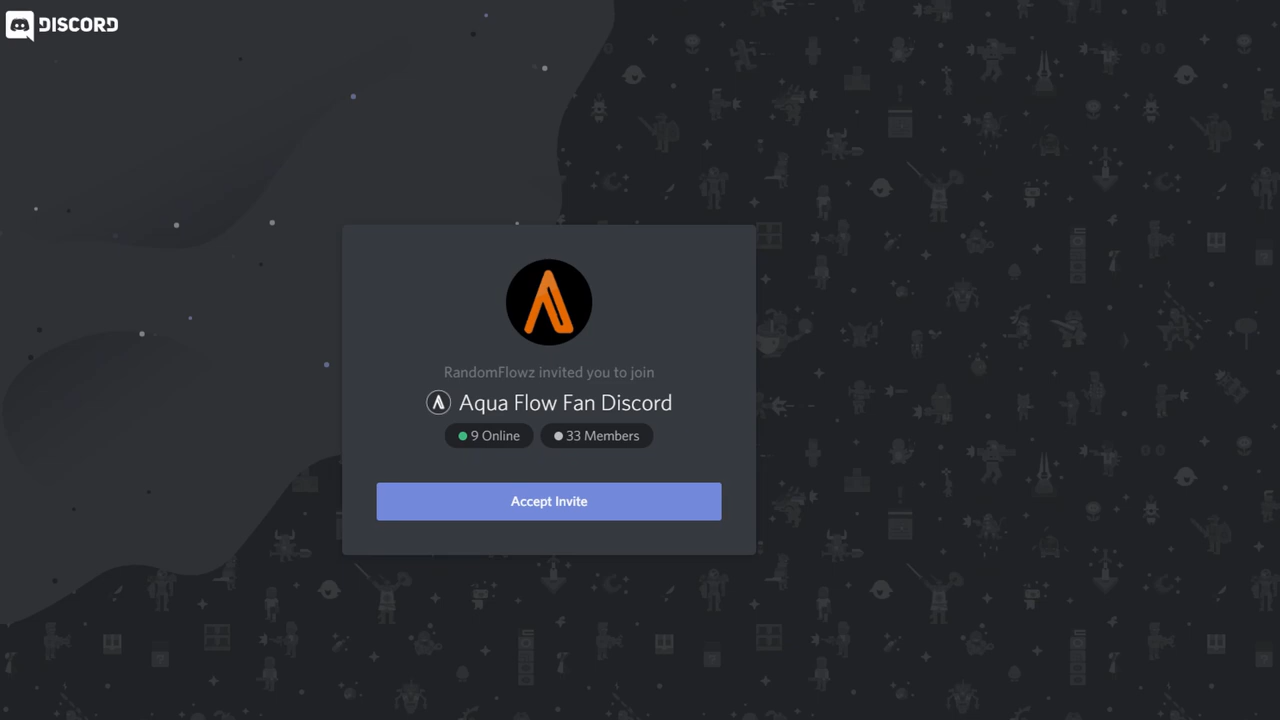 DISCORD
RandomFlowz invited you to join
Aqua Flow Fan Discord
9 Online 33 Members
Accept Invite